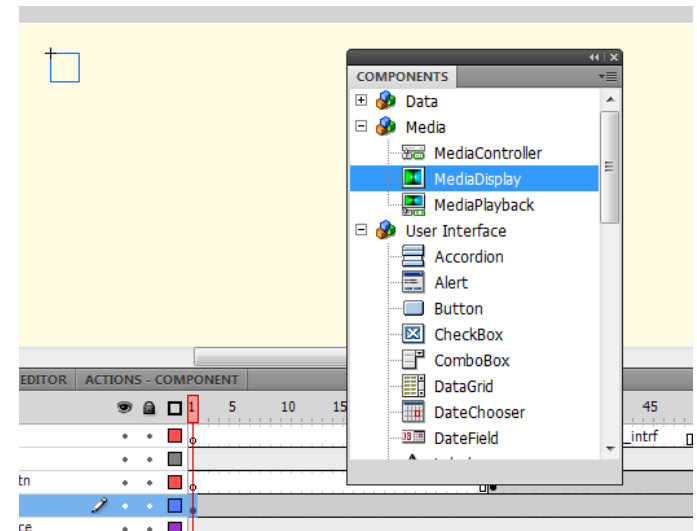 COMPONENTS
Data
Media
MediaController
MediaDisplay
MediaPlayback
User Interface
Accordion
Alert
Button
CheckBox
ComboBox
DataGrid
DateChooser
DateField
EDITOR ACTIONS - COMPONENT
1 5 10 15 45
_intrf
tn
ce